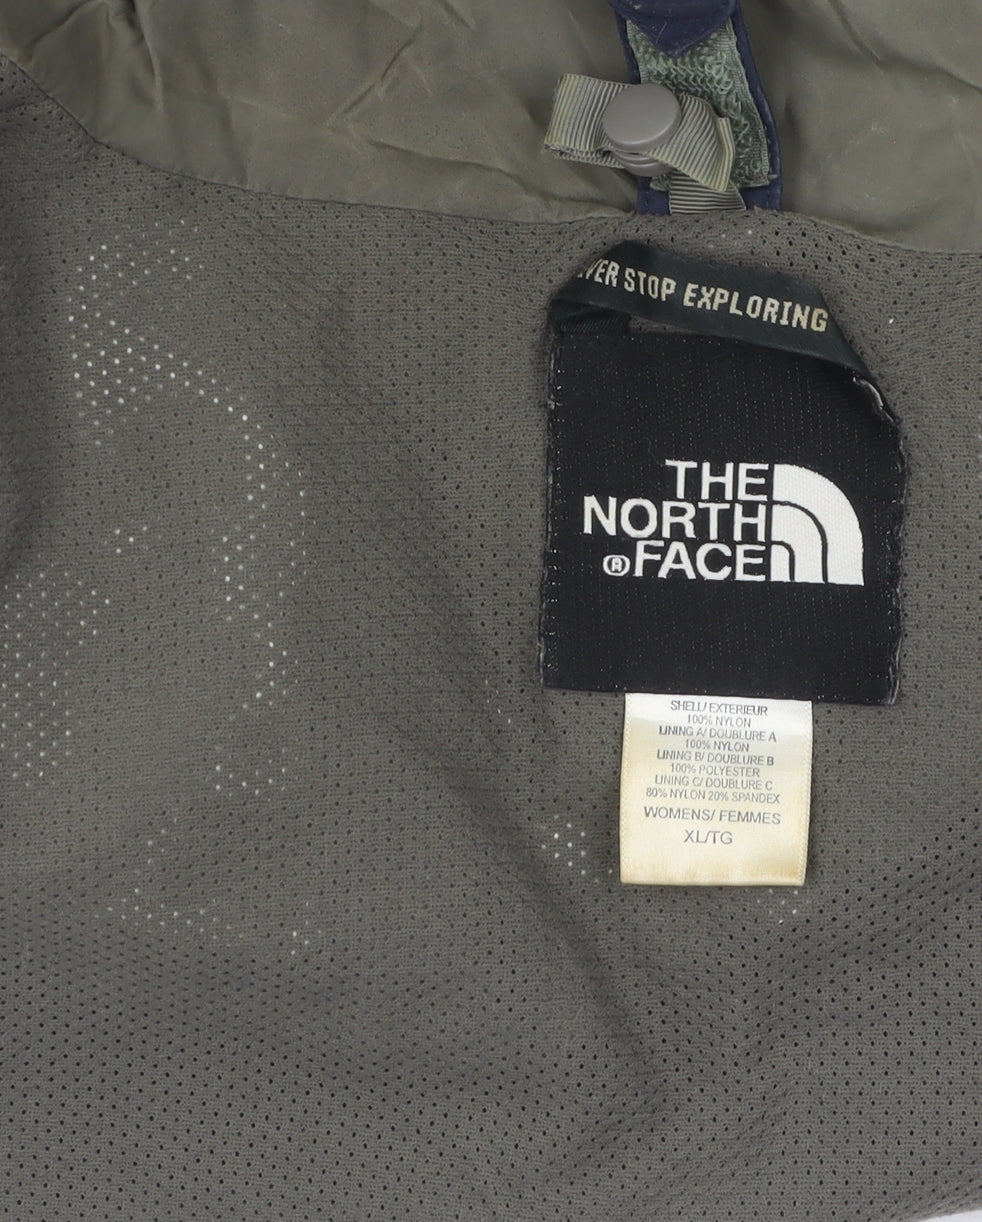 STOP EXPLORING
THE
NORTH
® FACE
SHELL/ EXTERIEUR
100% NYLON
LINING A/ DOUBLURE A
100% NYLON
LINING B/ DOUBLURE B
100% POLYESTER
LINING C/ DOUBLURE C
80% NYLON 20% SPANDEX
WOMENS/ FEMMES
XL/TG